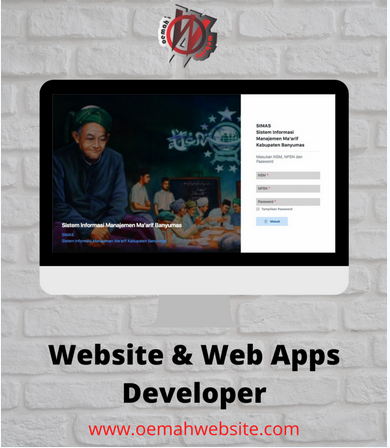 oemah
SIMAS
Sistem Informasi
Manajemen Ma'arif
Kabupaten Banyumas
Masukan NSM, NPSN dan
Password
NSM *
NPSN *
Password *
Tampilkan Password
Masuk
Sistem Informasi Manajemen Ma'arif Banyumas
SIMAS
Sistem Informasi Manajemen Ma'arif Kabupaten Banyumas
Website & Web Apps
Developer
www.oemahwebsite.com